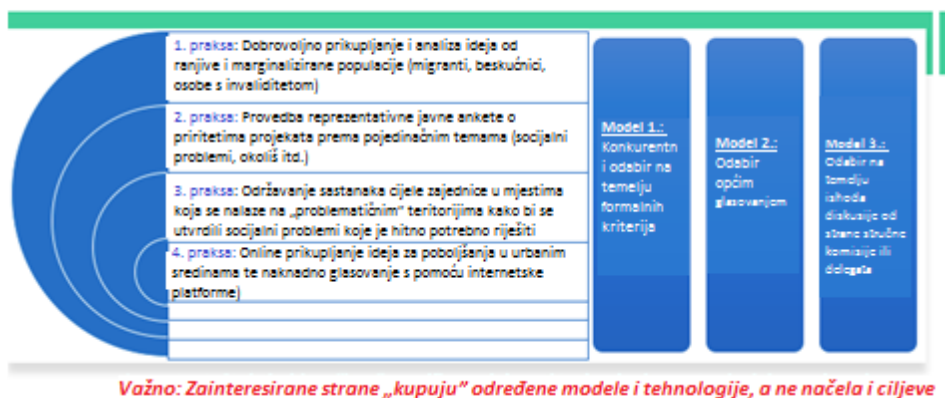 1. praksa: Dobrovoljno prikupljanje i analiza ideja od
ranjive i marginalizirane populacije (migranti, beskućnici,
osobe s invaliditetom)
2. praksa: Provedba reprezentativne javne ankete o
priritetima projekata prema pojedinačnim temama (socijalni
problemi, okoliš itd.)
3. praksa: Održavanje sastanaka cijele zajednice u mjestima
koja se nalaze na „problematičnim” teritorijima kako bi se
utvrdili socijalni problemi koje je hitno potrebno riješiti
4. praksa: Online prikupljanje ideja za poboljšanja u urbanim
sredinama te naknadno glasovanje s pomoću internetske
platforme)
Model 1.:
Konkurentn
i odabir na
temelju
formalnih
kriterija
Model 2.:
Odabir
općim
glasovanjem
Model 3.:
Odabir na
temelju
ishoda
diskusije od
strane stručne
komisije ili
delegata
Važno: Zainteresirane strane „kupuju” određene modele i tehnologije, a ne načela i ciljeve